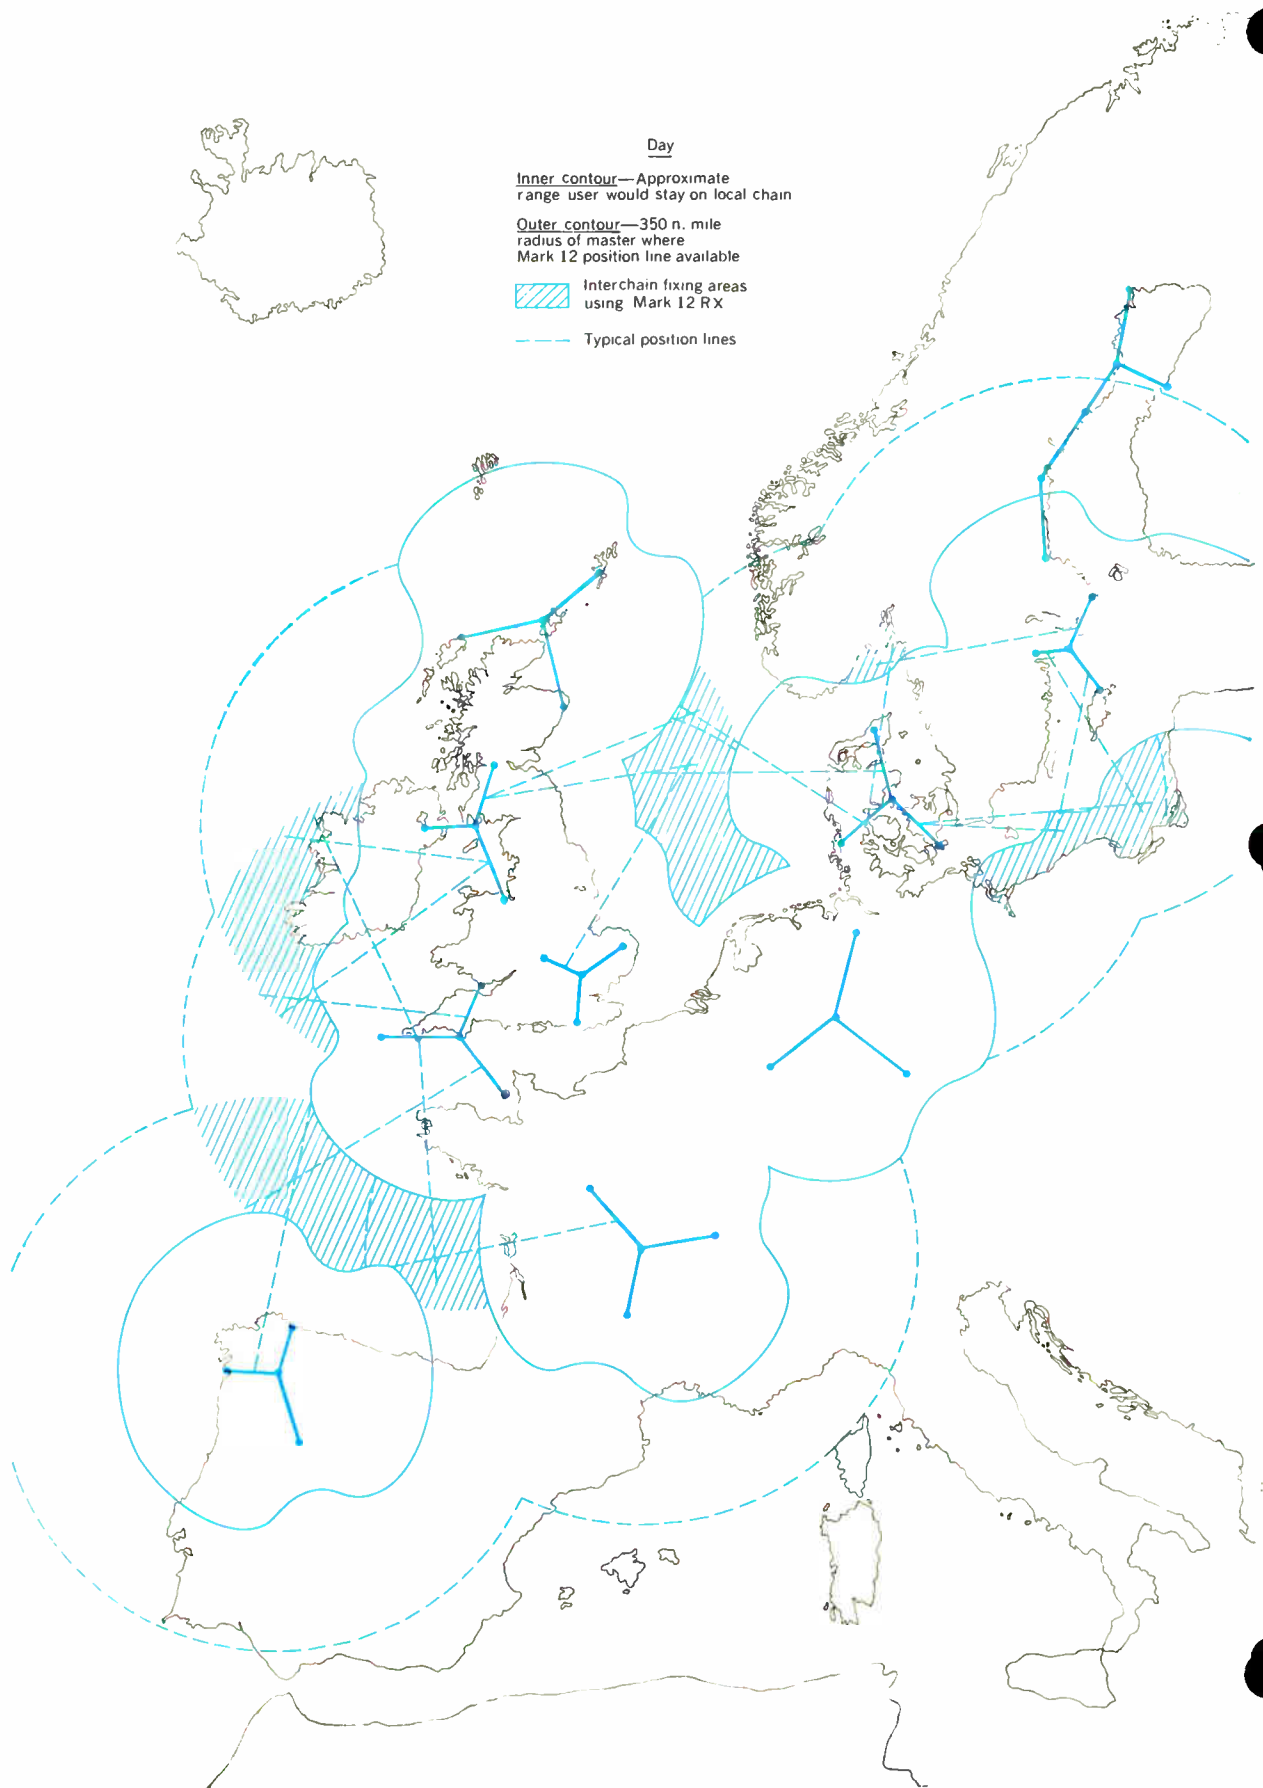 Day
Inner contour—Approximate
range user would stay on local chain
Outer contour—350 n. mile
radius of master where
Mark 12 position line available
Interchain fixing areas
using Mark 12 RX
Typical position lines